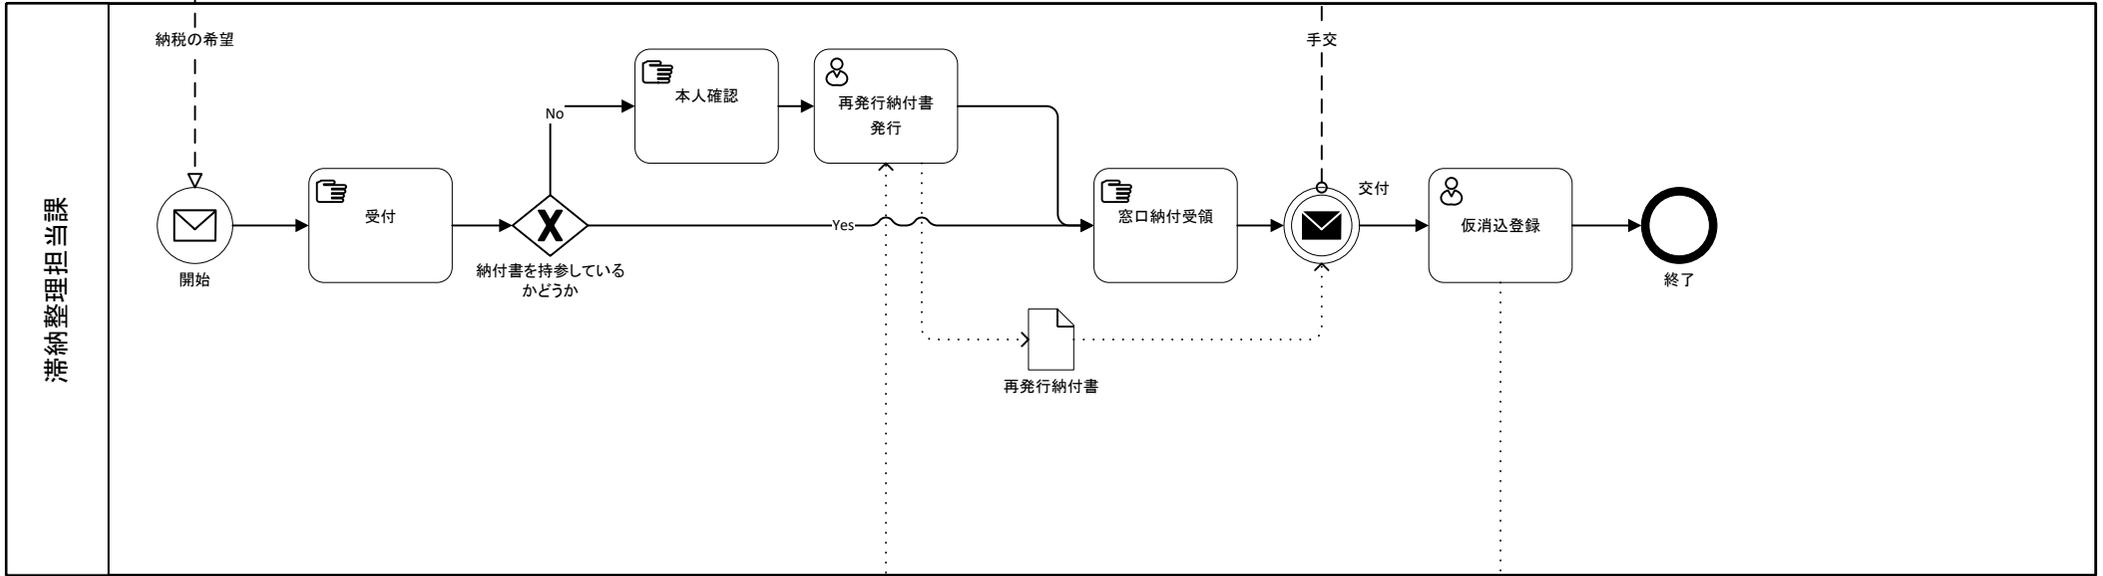 滞納整理担当課
納税の希望
開始
受付
納付書を持参している
かどうか
No
Yes
本人確認
再発行納付書
発行
再発行納付書
窓口納付受領
手交
交付
仮消込登録
終了